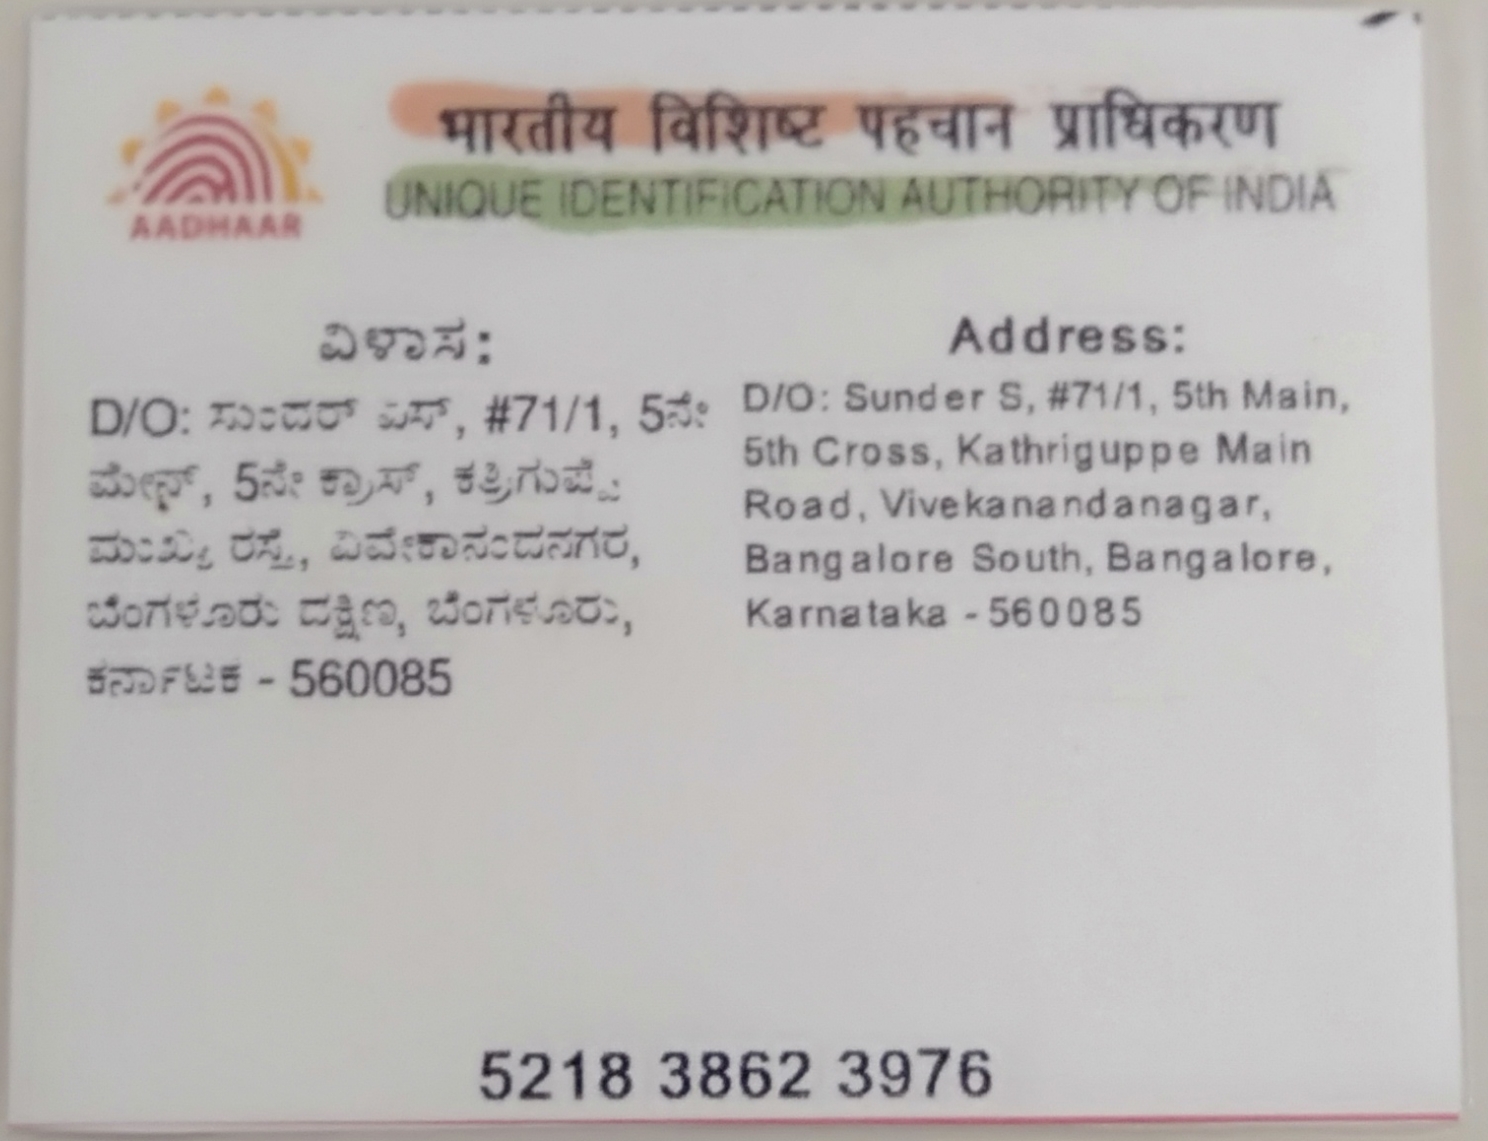 भारतीय विशिष्ट पहचान प्राधिकरण
UNIQUE IDENTIFICATION AUTHORITY OF INDIA
AADHAAR
ವಿಳಾಸ:
D/O: ಸುಂದರ್ ಎಸ್, #71/1, 5ನೇ
ಮೇನ್, 5ನೇ ಕ್ರಾಸ್, ಕತ್ರಿಗುಪ್ಪೆ
ಮುಖ್ಯ ರಸ್ತೆ, ವಿವೇಕಾನಂದನಗರ,
ಬೆಂಗಳೂರು ದಕ್ಷಿಣ, ಬೆಂಗಳೂರು,
ಕರ್ನಾಟಕ - 560085
Address:
D/O: Sunder S, #71/1, 5th Main,
5th Cross, Kathriguppe Main
Road, Vivekanandanagar,
Bangalore South, Bangalore,
Karnataka - 560085
5218 3862 3976